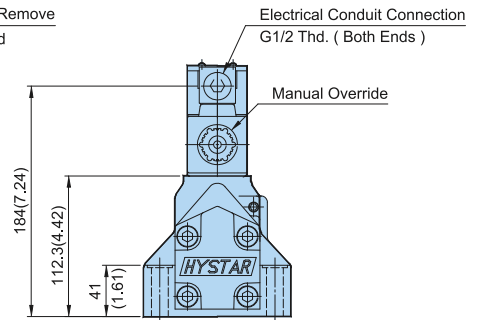 Remove
d
Electrical Conduit Connection
G1/2 Thd. ( Both Ends )
Manual Override
184(7.24)
112.3(4.42)
41
(1.61)
HYSTAR